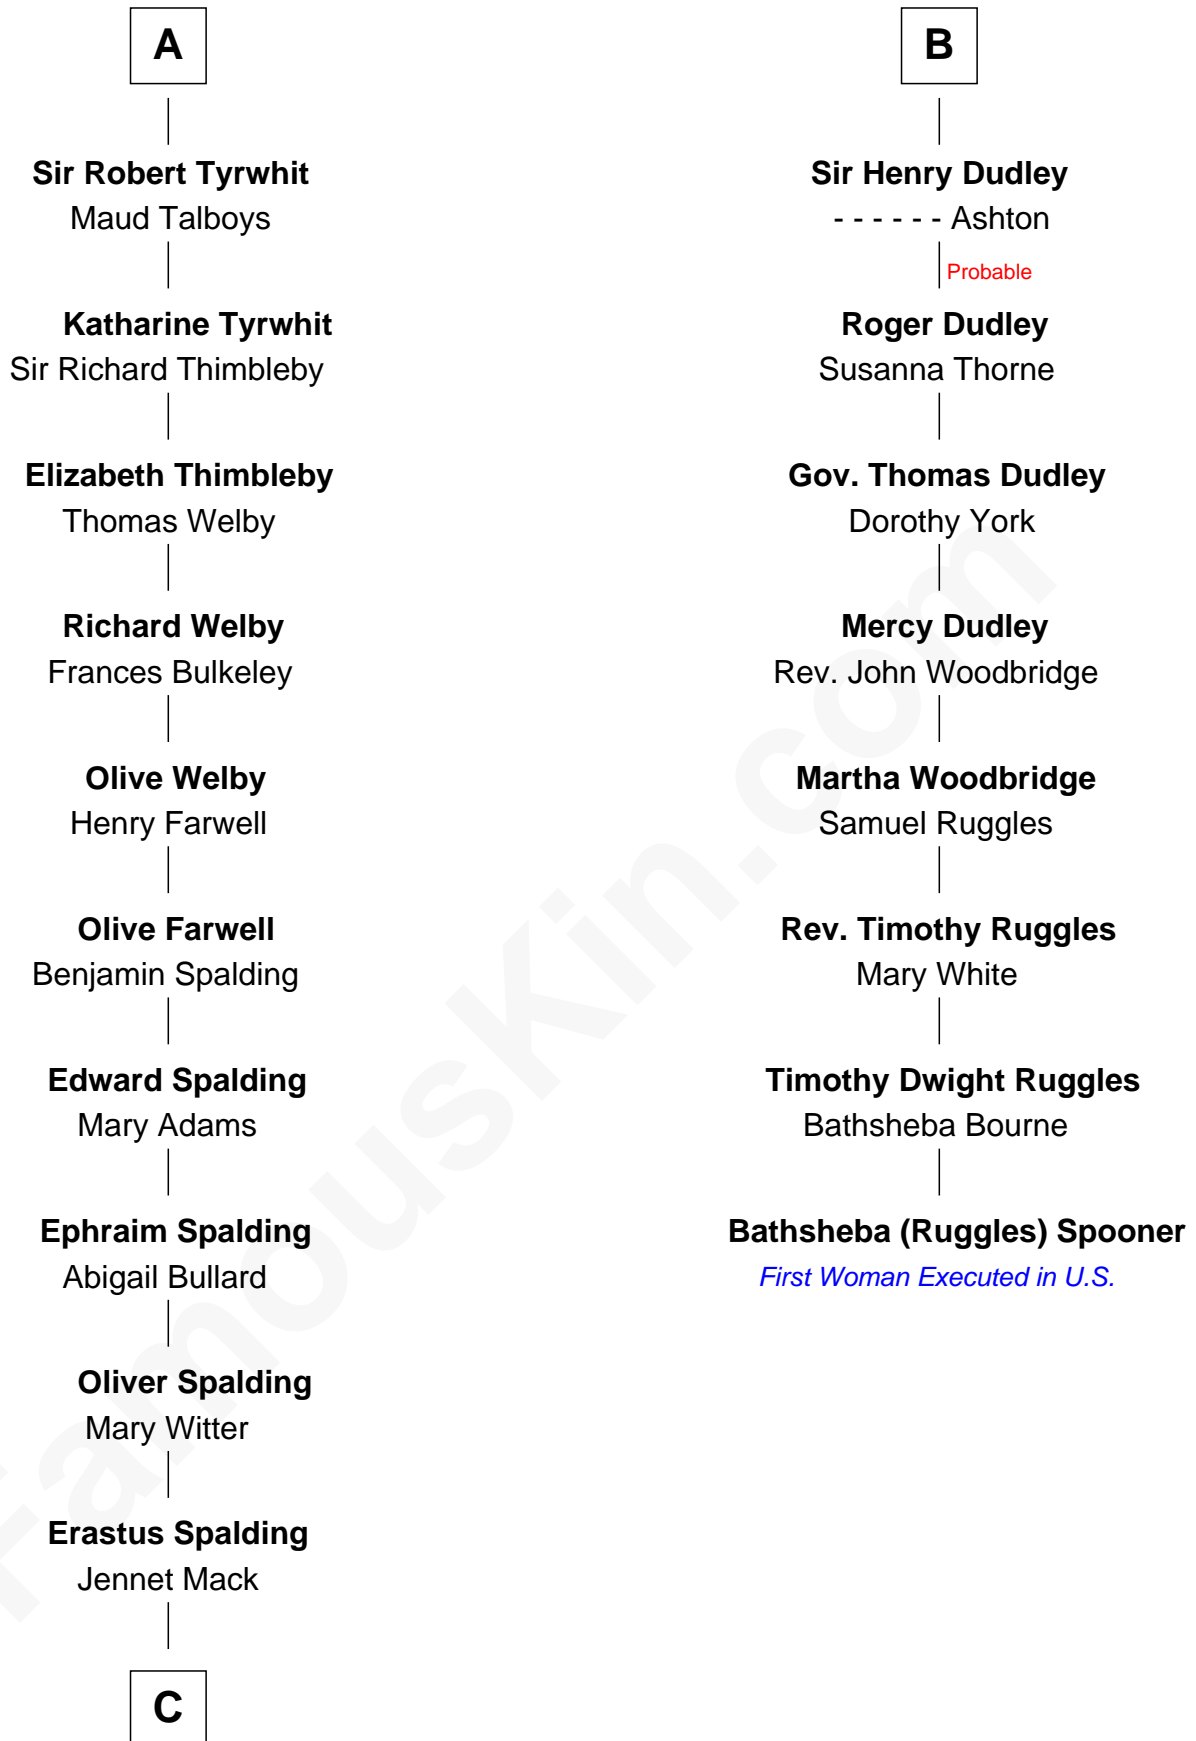 A
Sir Robert Tyrwhit
Maud Talboys
Katharine Tyrwhit
Sir Richard Thimbleby
Elizabeth Thimbleby
Thomas Welby
Richard Welby
Frances Bulkeley
Olive Welby
Henry Farwell
Olive Farwell
Benjamin Spalding
Edward Spalding
Mary Adams
Ephraim Spalding
Abigail Bullard
Oliver Spalding
Mary Witter
Erastus Spalding
Jennet Mack
C
B
Sir Henry Dudley
- - - - - - Ashton
Probable
Roger Dudley
Susanna Thorne
Gov. Thomas Dudley
Dorothy York
Mercy Dudley
Rev. John Woodbridge
Martha Woodbridge
Samuel Ruggles
Rev. Timothy Ruggles
Mary White
Timothy Dwight Ruggles
Bathsheba Bourne
Bathsheba (Ruggles) Spooner
First Woman Executed in U.S.
FamousKin.com